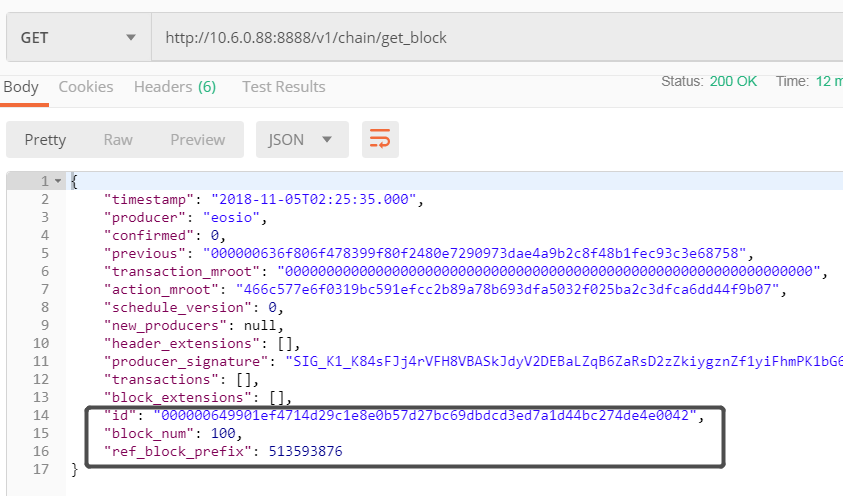 GET http://10.6.0.88:8888/v1/chain/get_block
Body Cookies Headers (6) Test Results Status: 200 OK Time: 12 m
Pretty Raw Preview JSON
1 {
2 "timestamp": "2018-11-05T02:25:35.000",
3 "producer": "eosio",
4 "confirmed": 0,
5 "previous": "000000636f806f478399f80f2480e7290973dae4a9b2c8f48b1fec93c3e68758",
6 "transaction_mroot": "0000000000000000000000000000000000000000000000000000000000000000",
7 "action_mroot": "466c577e6f0319bc591efcc2b89a78b693dfa5032f025ba2c3dfca6dd44f9b07",
8 "schedule_version": 0,
9 "new_producers": null,
10 "header_extensions": [],
11 "producer_signature": "SIG_K1_K84sFJj4rVFH8VBASkJdyV2DEBaLZqB6ZaRsD2zZkiygznZf1yiFhmPK1bG6
12 "transactions": [],
13 "block_extensions": [],
14 "id": "000000649901ef4714d29c1e8e0b57d27bc69dbdcd3ed7a1d44bc274de4e0042",
15 "block_num": 100,
16 "ref_block_prefix": 513593876
17 }